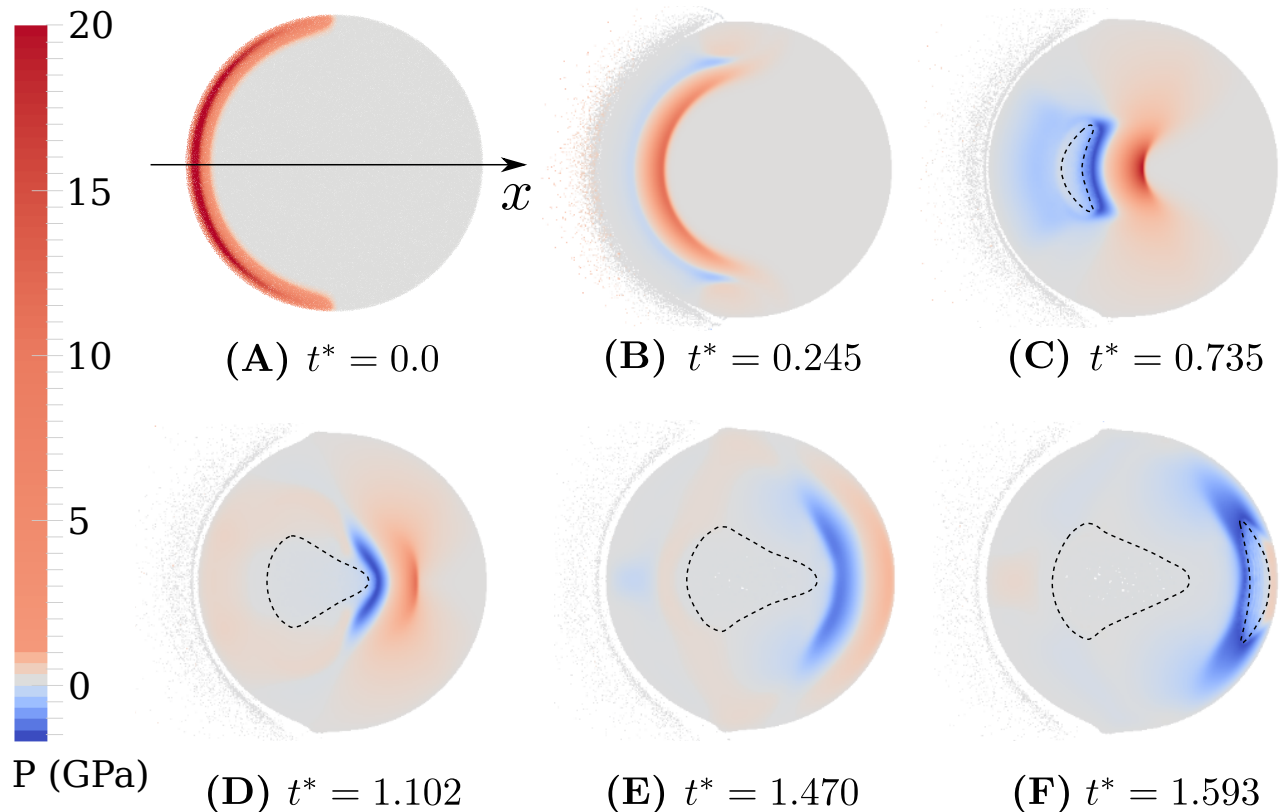 20
15
10
5
0
P (GPa)
x
(A) t* = 0.0
(B) t* = 0.245
(C) t* = 0.735
(D) t* = 1.102
(E) t* = 1.470
(F) t* = 1.593